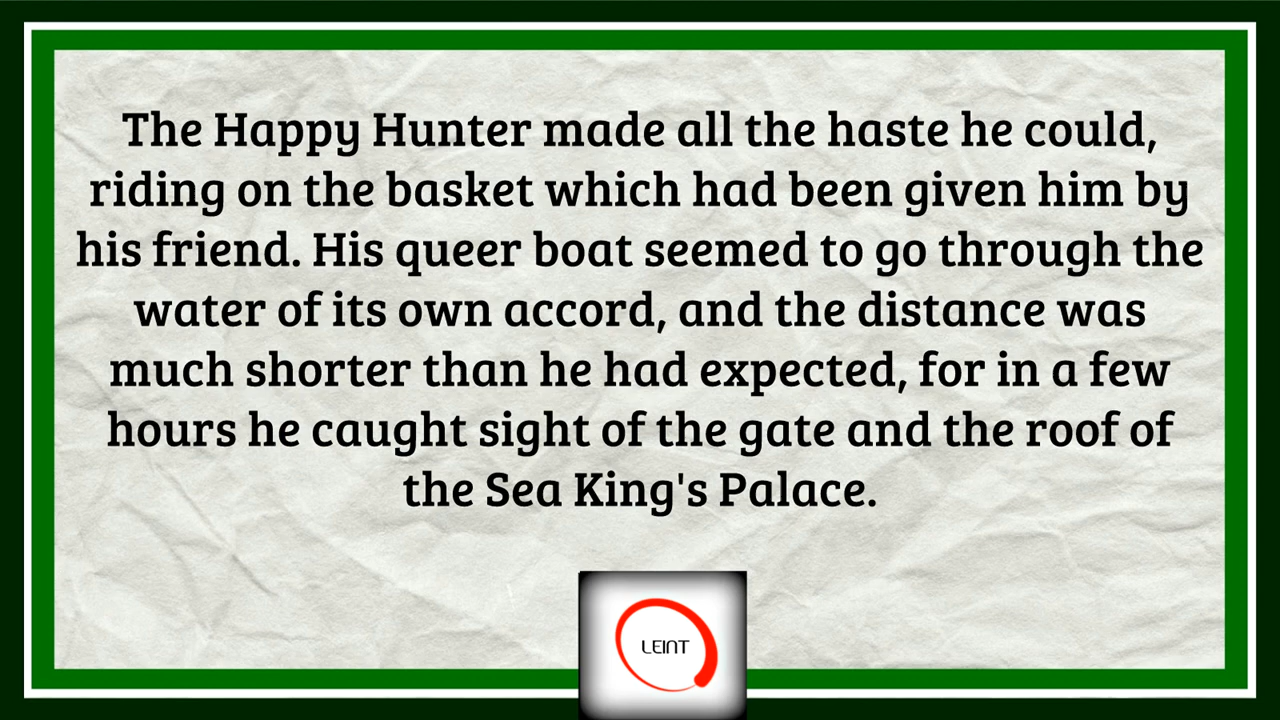 The Happy Hunter made all the haste he could,
riding on the basket which had been given him by
his friend. His queer boat seemed to go through the
water of its own accord, and the distance was
much shorter than he had expected, for in a few
hours he caught sight of the gate and the roof of
the Sea King's Palace.
LEINT